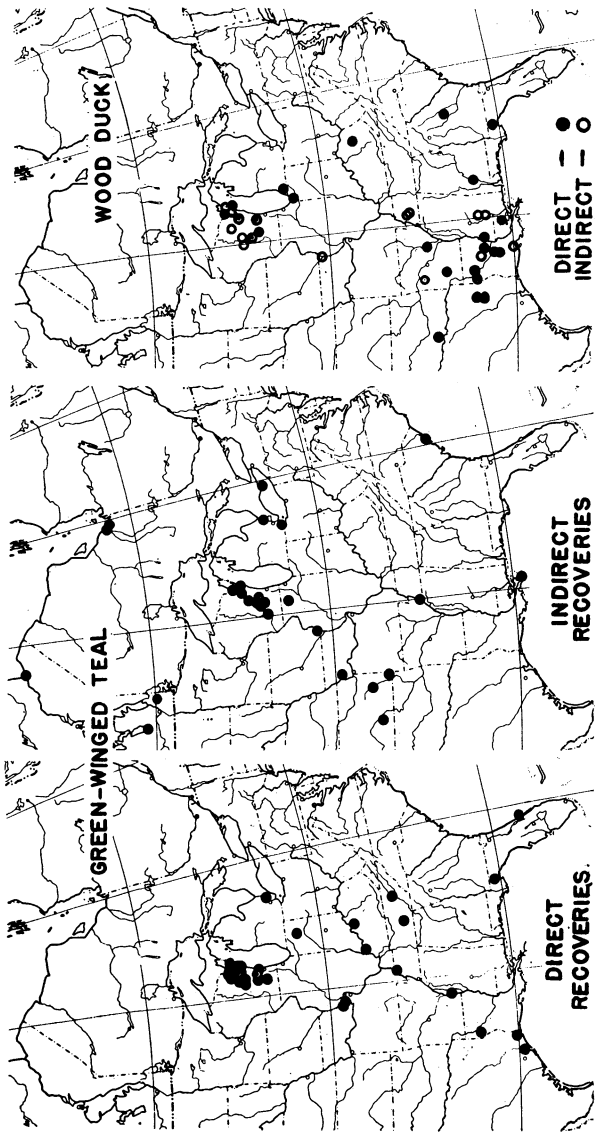 WOOD DUCK
DIRECT —
INDIRECT —
INDIRECT
RECOVERIES
GREEN-WINGED TEAL
DIRECT
RECOVERIES.